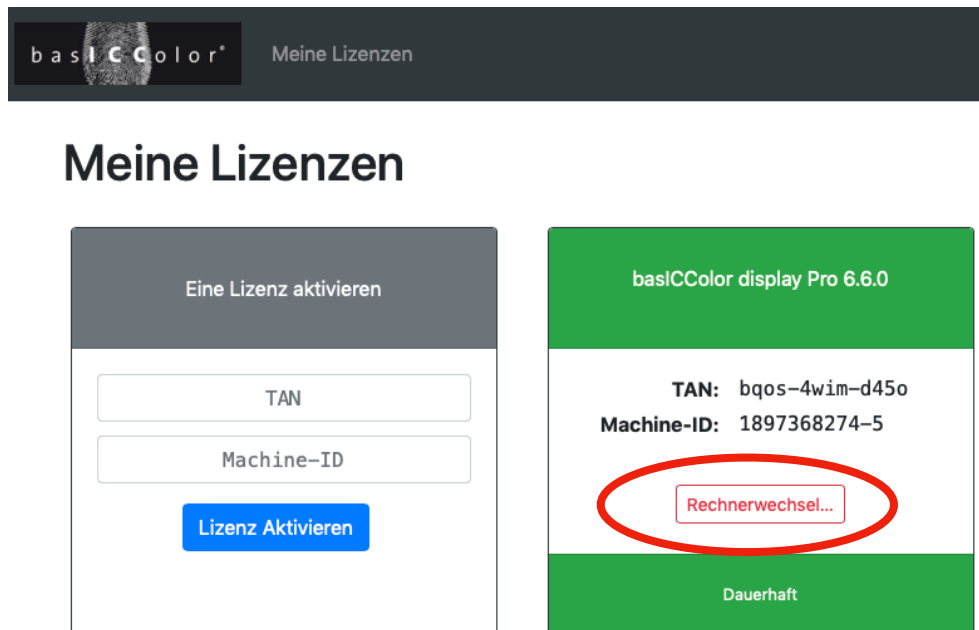 basICColor® Meine Lizenzen
Meine Lizenzen
Eine Lizenz aktivieren
TAN
Machine-ID
Lizenz Aktivieren
basICColor display Pro 6.6.0
TAN: bqos-4wim-d45o
Machine-ID: 1897368274-5
Rechnerwechsel...
Dauerhaft